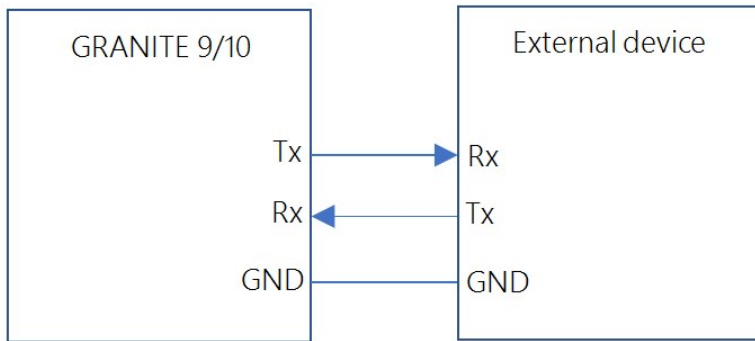 GRANITE 9/10
External device
Tx
Rx
Rx
Tx
GND
GND